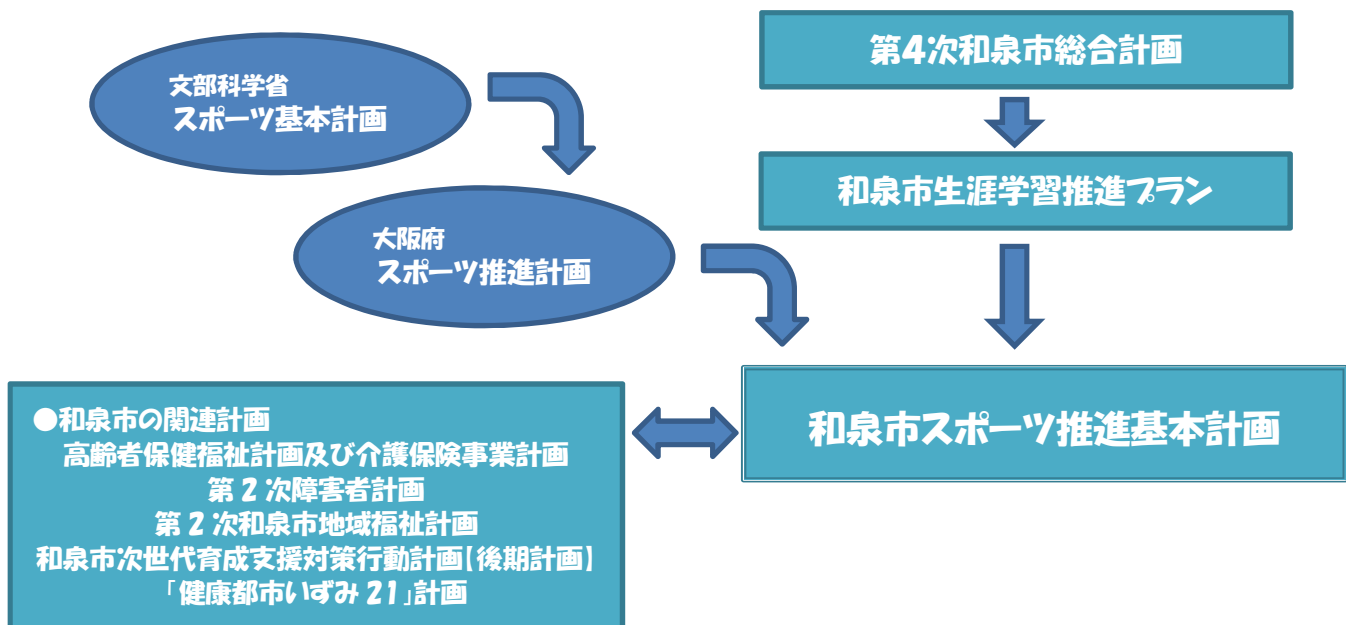 文部科学省
スポーツ基本計画
大阪府
スポーツ推進計画
第4次和泉市総合計画
和泉市生涯学習推進プラン
和泉市スポーツ推進基本計画
●和泉市の関連計画
高齢者保健福祉計画及び介護保険事業計画
第2次障害者計画
第2次和泉市地域福祉計画
和泉市次世代育成支援対策行動計画【後期計画】
「健康都市いずみ21」計画